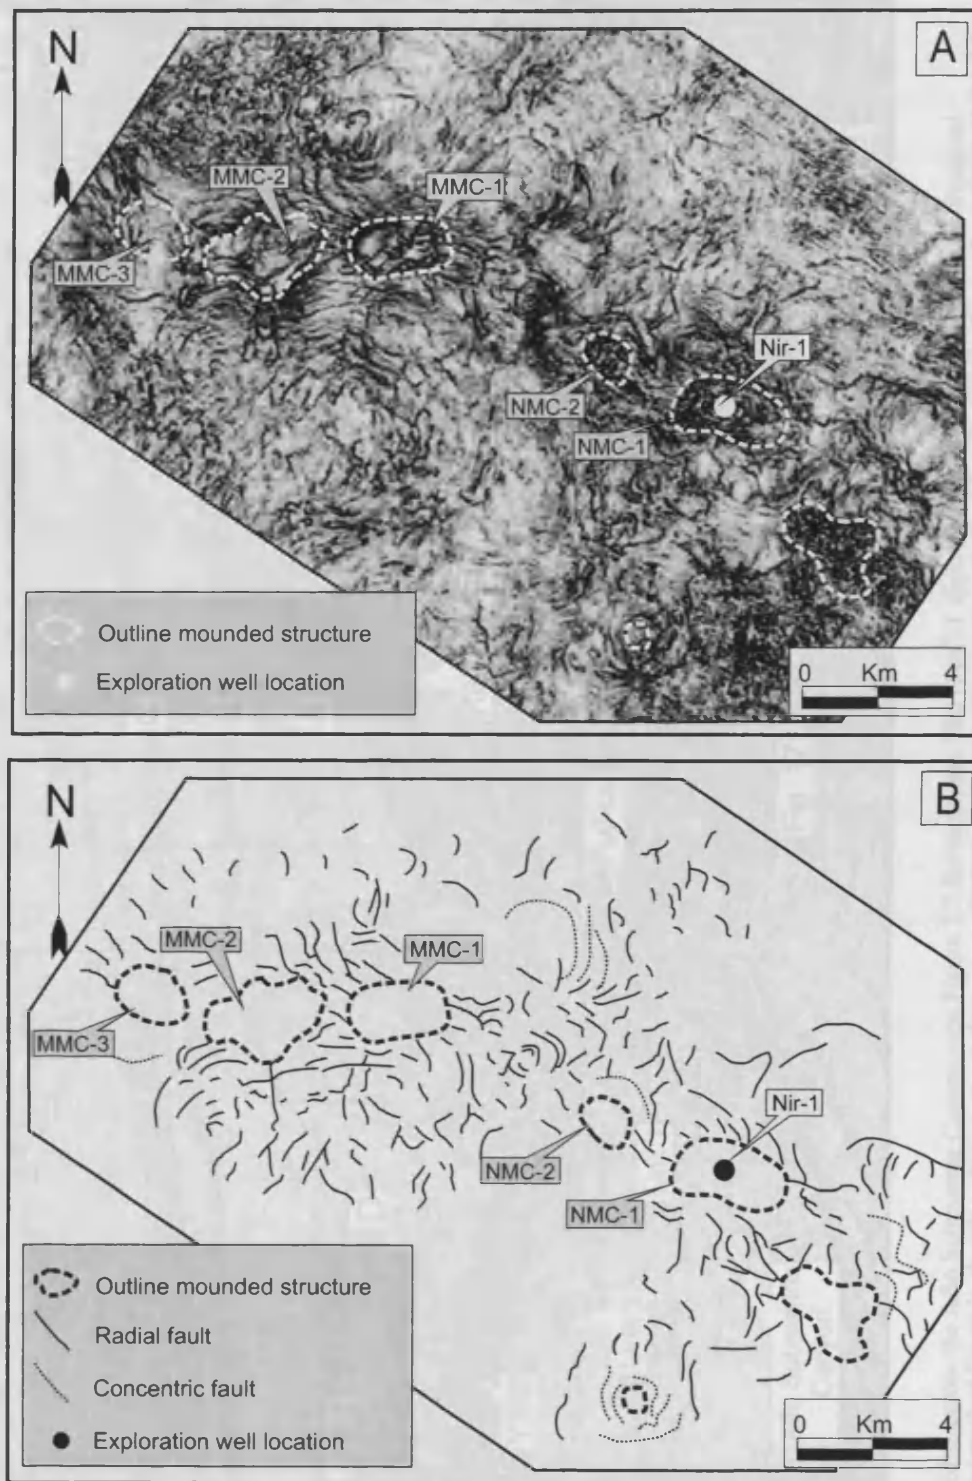 A
N
MMC-2
MMC-1
MMC-3
Nir-1
NMC-2
NMC-1
Outline mounded structure
Exploration well location
0 Km 4
B
N
MMC-2
MMC-1
MMC-3
Nir-1
NMC-2
NMC-1
Outline mounded structure
Radial fault
Concentric fault
Exploration well location
0 Km 4